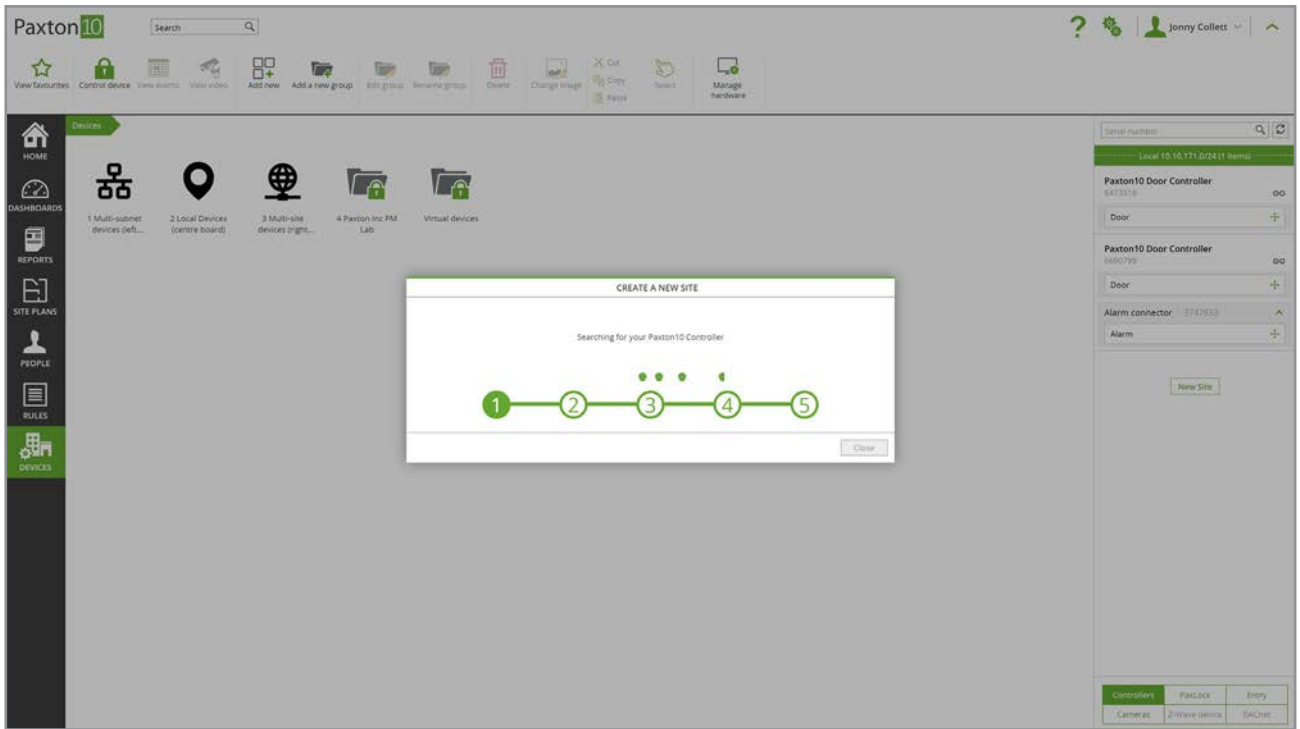 Paxton10
Search
Jonny Collett
View favourites
Control device
View events
View video
Add new
Add a new group
Edit group
Rename group
Delete
Change image
Cut
Copy
Paste
Select
Manage
hardware
HOME
DASHBOARDS
REPORTS
SITE PLANS
PEOPLE
RULES
DEVICES
Devices
1 Multi-subnet
devices (left...
2 Local Devices
(centre board)
3 Multi-site
devices (right...
4 Paxton Inc PM
Lab
Virtual devices
CREATE A NEW SITE
Searching for your Paxton10 Controller
1 2 3 4 5
Close
Serial number
Local 10.10.171.0/24 (1 items)
Paxton10 Door Controller
Door
Paxton10 Door Controller
Door
Alarm connector
Alarm
New Site
Controllers PaxLock Entry
Cameras Z-Wave device BACnet